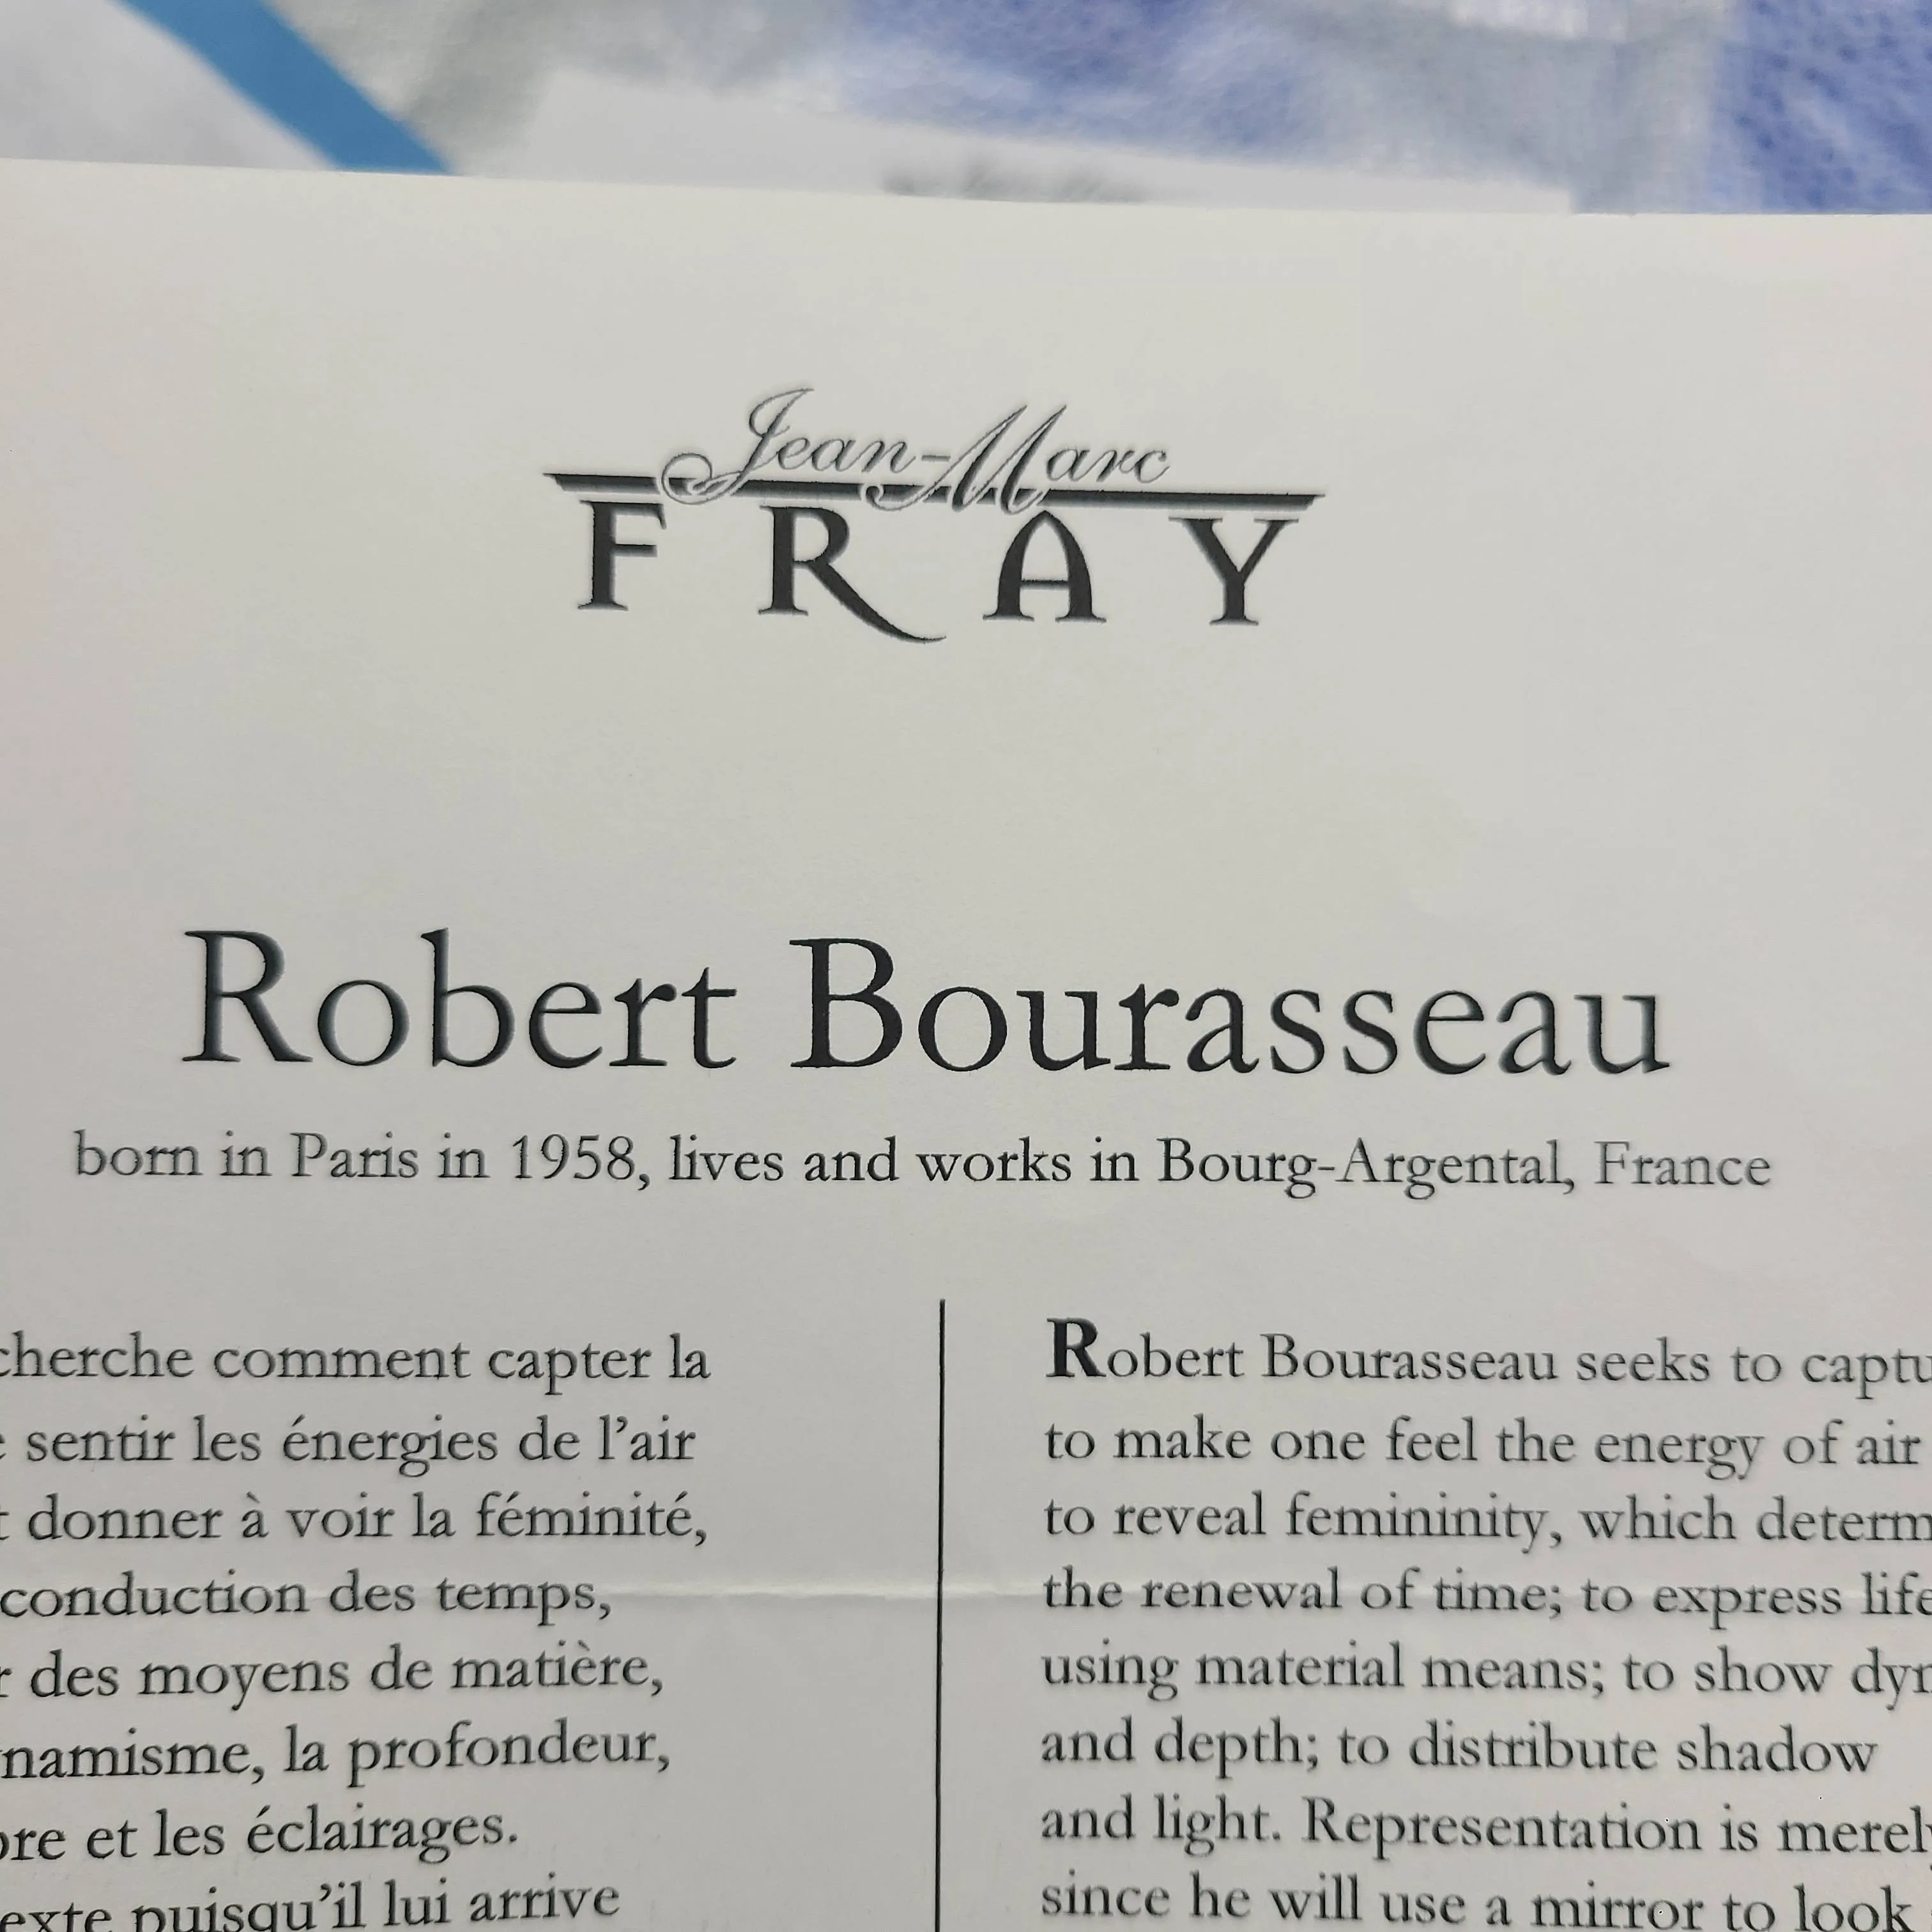 Jean-Marc
FRAY
Robert Bourasseau
born in Paris in 1958, lives and works in Bourg-Argental, France
cherche comment capter la
sentir les énergies de l'air
donner à voir la féminité,
conduction des temps,
des moyens de matière,
namisme, la profondeur,
et les éclairages.
puisqu'il lui arrive
Robert Bourasseau seeks to captu
to make one feel the energy of air
to reveal femininity, which determ
the renewal of time; to express life
using material means; to show dyn
and depth; to distribute shadow
and light. Representation is merely
since he will use a mirror to look